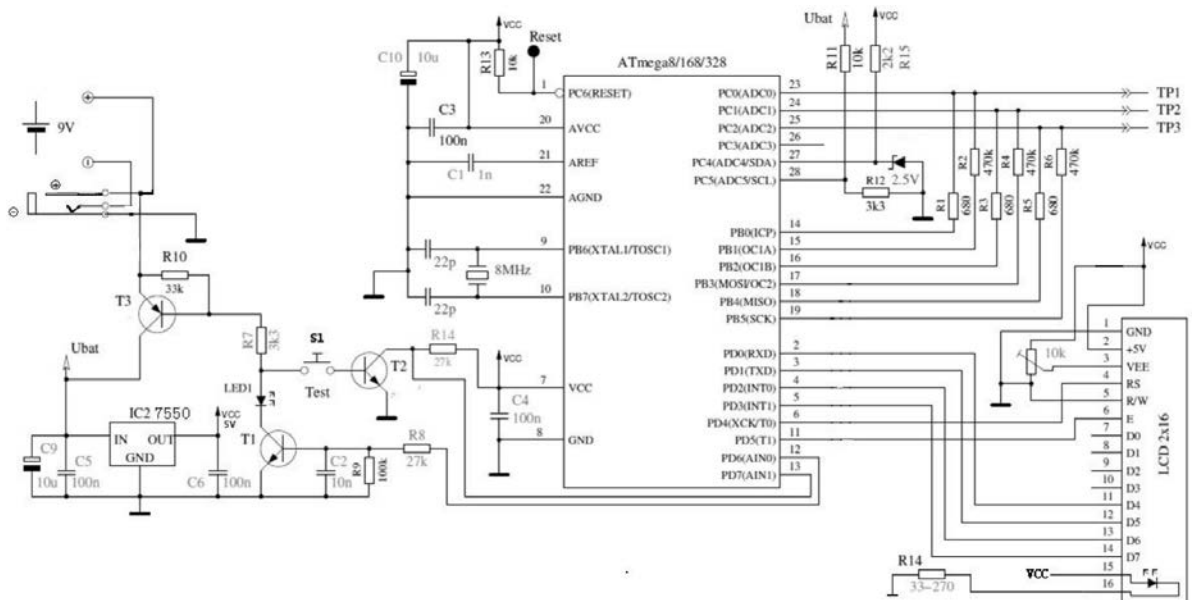 VCC
Reset
C10
10u
R13
10k
1
PC6(RESET)
C3
100n
20
AVCC
21
AREF
C1
1n
22
AGND
9
PB6(XTAL1/TOSC1)
22p
8MHz
10
PB7(XTAL2/TOSC2)
22p
ATmega8/168/328
PC0(ADC0)
23
PC1(ADC1)
24
PC2(ADC2)
25
PC3(ADC3)
26
PC4(ADC4/SDA)
27
PC5(ADC5/SCL)
28
PB0(ICP)
14
PB1(OC1A)
15
PB2(OC1B)
16
PB3(MOSI/OC2)
17
PB4(MISO)
18
PB5(SCK)
19
PD0(RXD)
2
PD1(TXD)
3
PD2(INT0)
4
PD3(INT1)
5
PD4(XCK/T0)
6
PD5(T1)
11
PD6(AIN0)
12
PD7(AIN1)
13
7
VCC
8
GND
Ubat
VCC
R11
10k
2k2
R15
R12
3k3
2.5V
TP1
TP2
TP3
R2
470k
R4
470k
R6
470k
R1
680
R3
680
R5
680
9V
R10
33k
T3
R7
3k3
S1
Test
T2
R14
27k
VCC
C4
100n
Ubat
LED1
IC2 7550
IN
OUT
GND
VCC
5V
C9
10u
C5
100n
C6
100n
T1
C2
10n
R9
100k
R8
27k
VCC
10k
1
GND
2
+5V
3
VEE
4
RS
5
R/W
6
E
7
D0
8
D1
9
D2
10
D3
11
D4
12
D5
13
D6
14
D7
15
16
LCD 2x16
VCC
R14
33-270